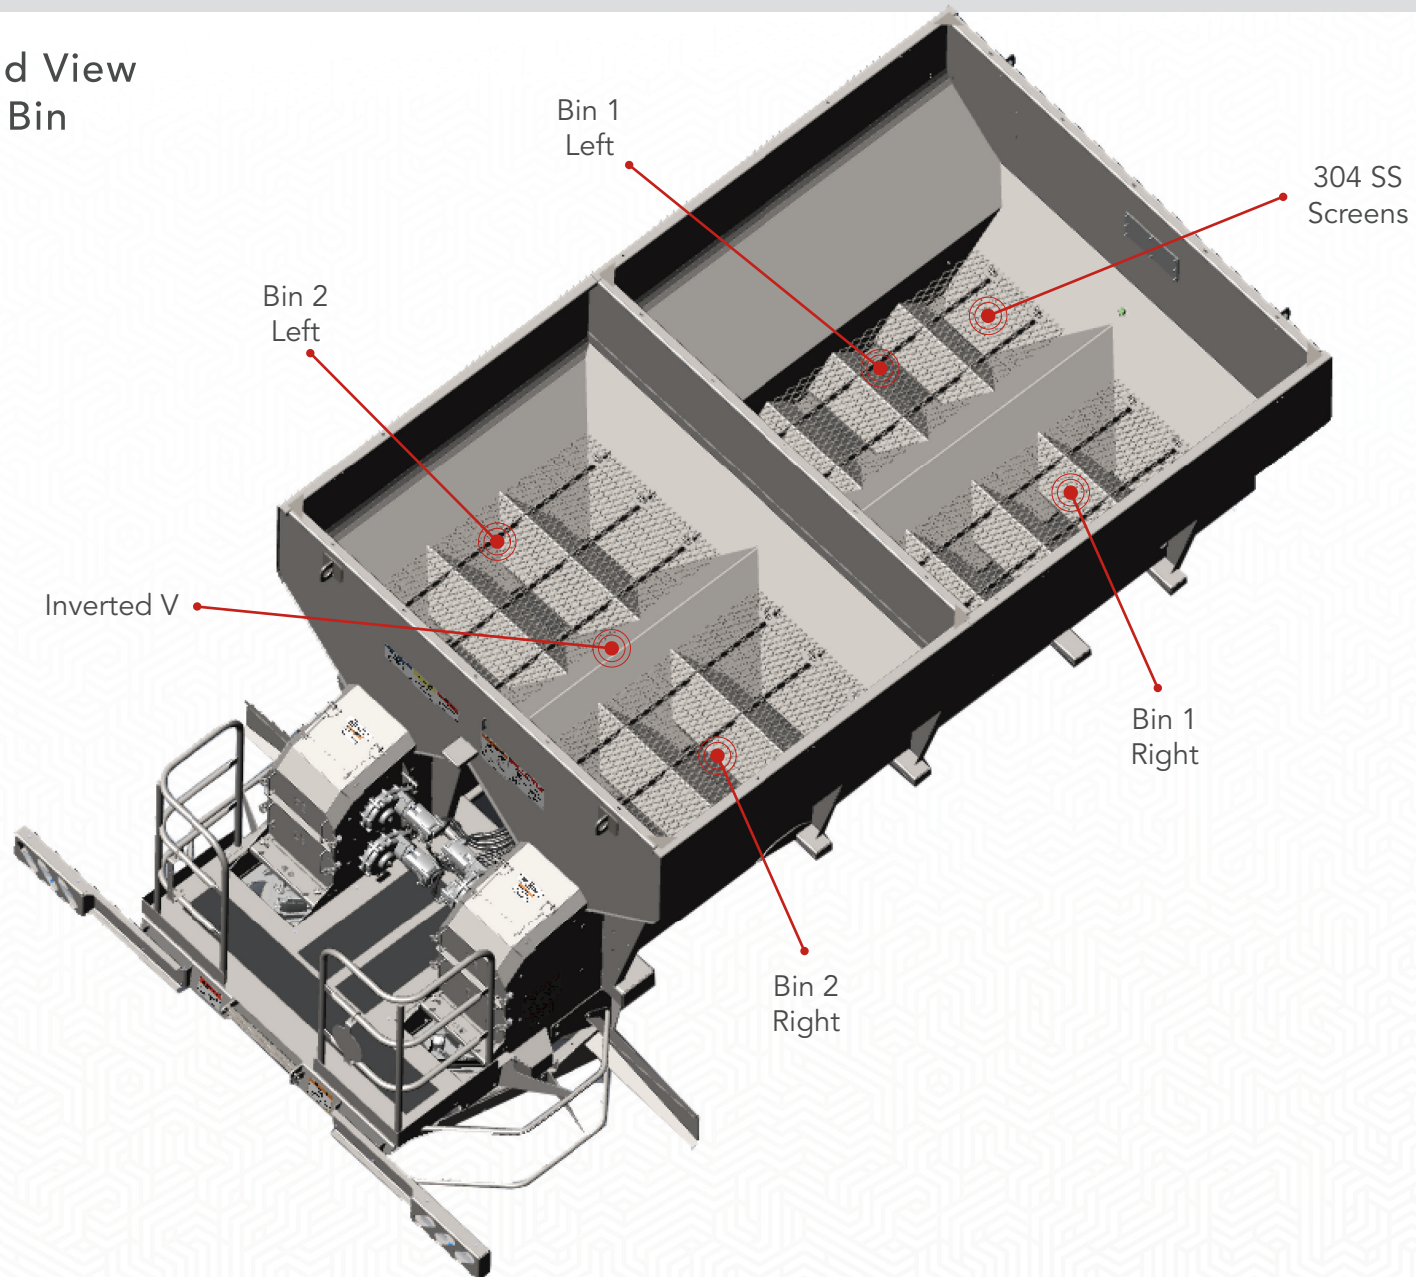 d View
Bin
Bin 1
Left
304 SS
Screens
Bin 2
Left
Inverted V
Bin 1
Right
Bin 2
Right